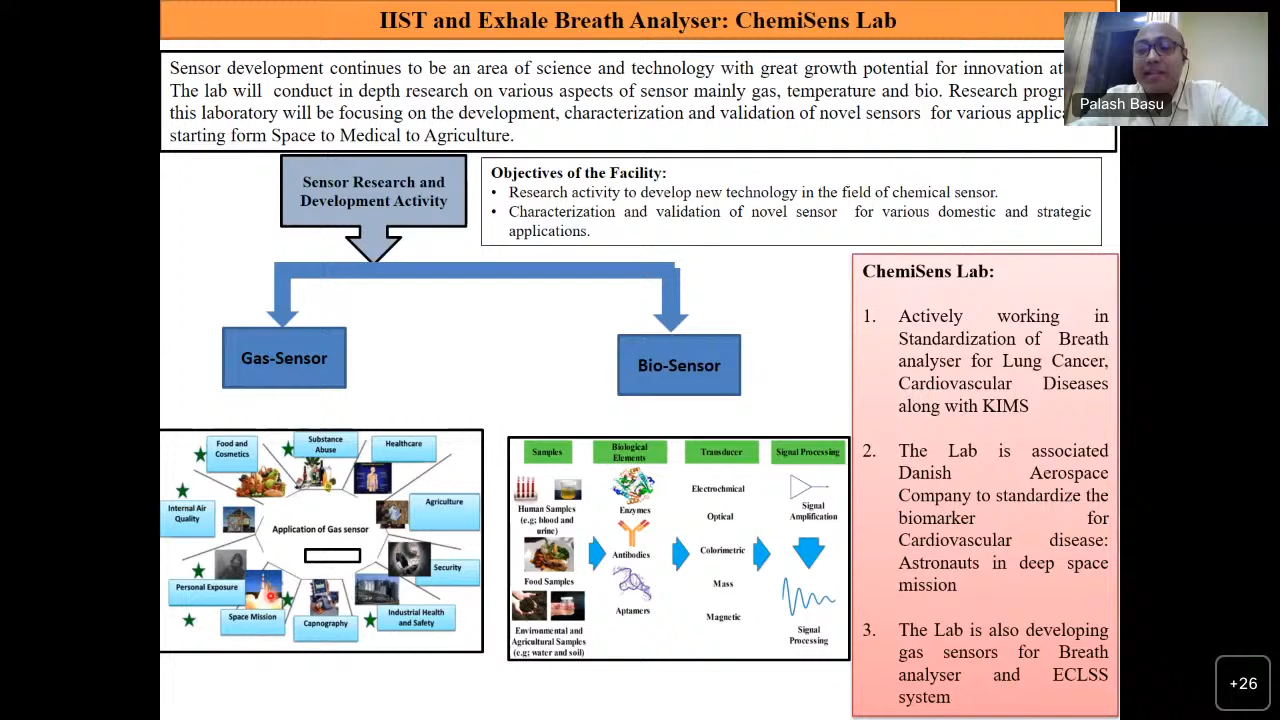 IIST and Exhale Breath Analyser: ChemiSens Lab
Palash Basu
Sensor development continues to be an area of science and technology with great growth potential for innovation at
The lab will conduct in depth research on various aspects of sensor mainly gas, temperature and bio. Research
this laboratory will be focusing on the development, characterization and validation of novel sensors for various
starting form Space to Medical to Agriculture.
Sensor Research and
Development Activity
Objectives of the Facility:
• Research activity to develop new technology in the field of chemical sensor.
• Characterization and validation of novel sensor for various domestic and strategic
applications.
Gas-Sensor
Bio-Sensor
Food and
Cosmetics
Substance
Abuse
Healthcare
Internal Air
Quality
Agriculture
Application of Gas sensor
Security
Personal Exposure
Space Mission
Capnography
Industrial Health
and Safety
Samples
Biological
Elements
Transducer
Signal Processing
Human Samples
(e.g; blood and
urine)
Food Samples
Environmental and
Agricultural Samples
(e.g; water and soil)
Enzymes
Antibodies
Aptamers
Electrochmical
Optical
Colorimetric
Mass
Magnetic
Signal
Amplification
Signal
Processing
ChemiSens Lab:
1. Actively working in
Standardization of Breath
analyser for Lung Cancer,
Cardiovascular Diseases
along with KIMS
2. The Lab is associated
Danish Aerospace
Company to standardize the
biomarker for
Cardiovascular disease:
Astronauts in deep space
mission
3. The Lab is also developing
gas sensors for Breath
analyser and ECLSS
system
+26